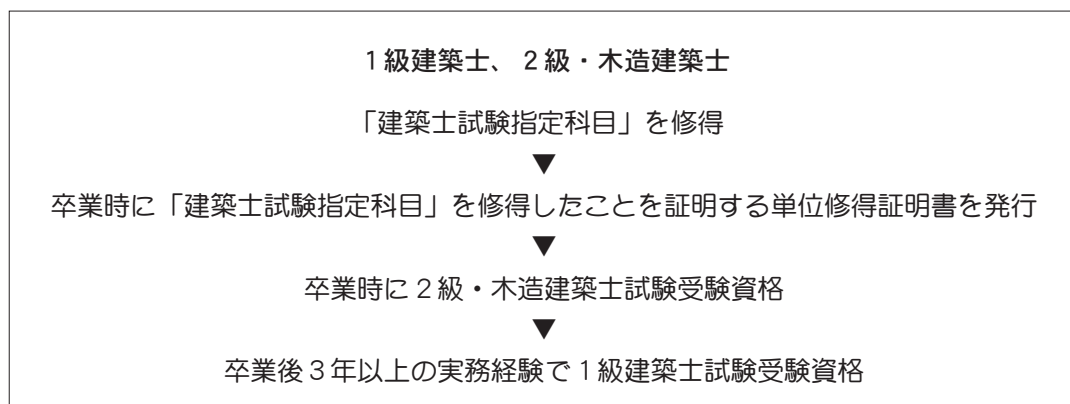 1級建築士、2級・木造建築士
「建築士試験指定科目」を修得
▼
卒業時に「建築士試験指定科目」を修得したことを証明する単位修得証明書を発行
▼
卒業時に2級・木造建築士試験受験資格
▼
卒業後3年以上の実務経験で1級建築士試験受験資格